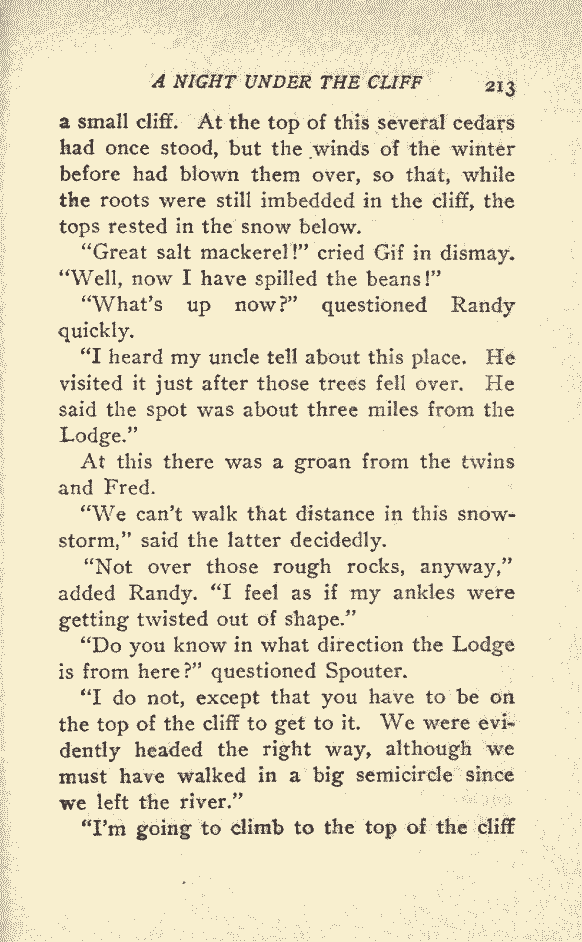 A NIGHT UNDER THE CLIFF 213
a small cliff. At the top of this several cedars
had once stood, but the winds of the winter
before had blown them over, so that, while
the roots were still imbedded in the cliff, the
tops rested in the snow below.
"Great salt mackerel!" cried Gif in dismay.
"Well, now I have spilled the beans!"
"What's up now?" questioned Randy
quickly.
"I heard my uncle tell about this place. He
visited it just after those trees fell over. He
said the spot was about three miles from the
Lodge."
At this there was a groan from the twins
and Fred.
"We can't walk that distance in this snow-
storm," said the latter decidedly.
"Not over those rough rocks, anyway,"
added Randy. "I feel as if my ankles were
getting twisted out of shape."
"Do you know in what direction the Lodge
is from here?" questioned Spouter.
"I do not, except that you have to be on
the top of the cliff to get to it. We were evi-
dently headed the right way, although we
must have walked in a big semicircle since
we left the river."
"I'm going to climb to the top of the cliff